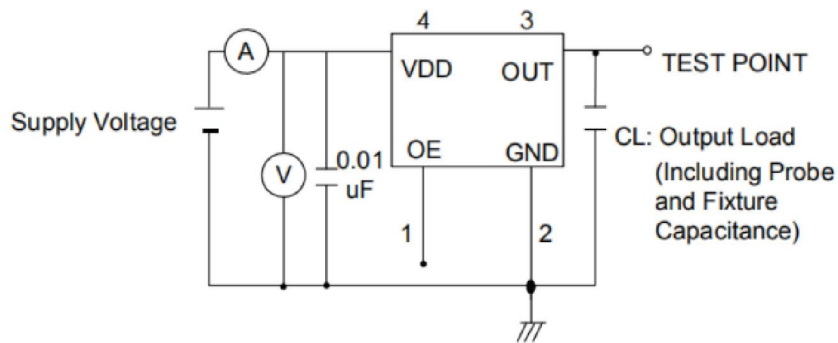 4
3
A
VDD
OUT
TEST POINT
Supply Voltage
OE
GND
CL: Output Load
(Including Probe
and Fixture
Capacitance)
0.01
uF
V
1
2